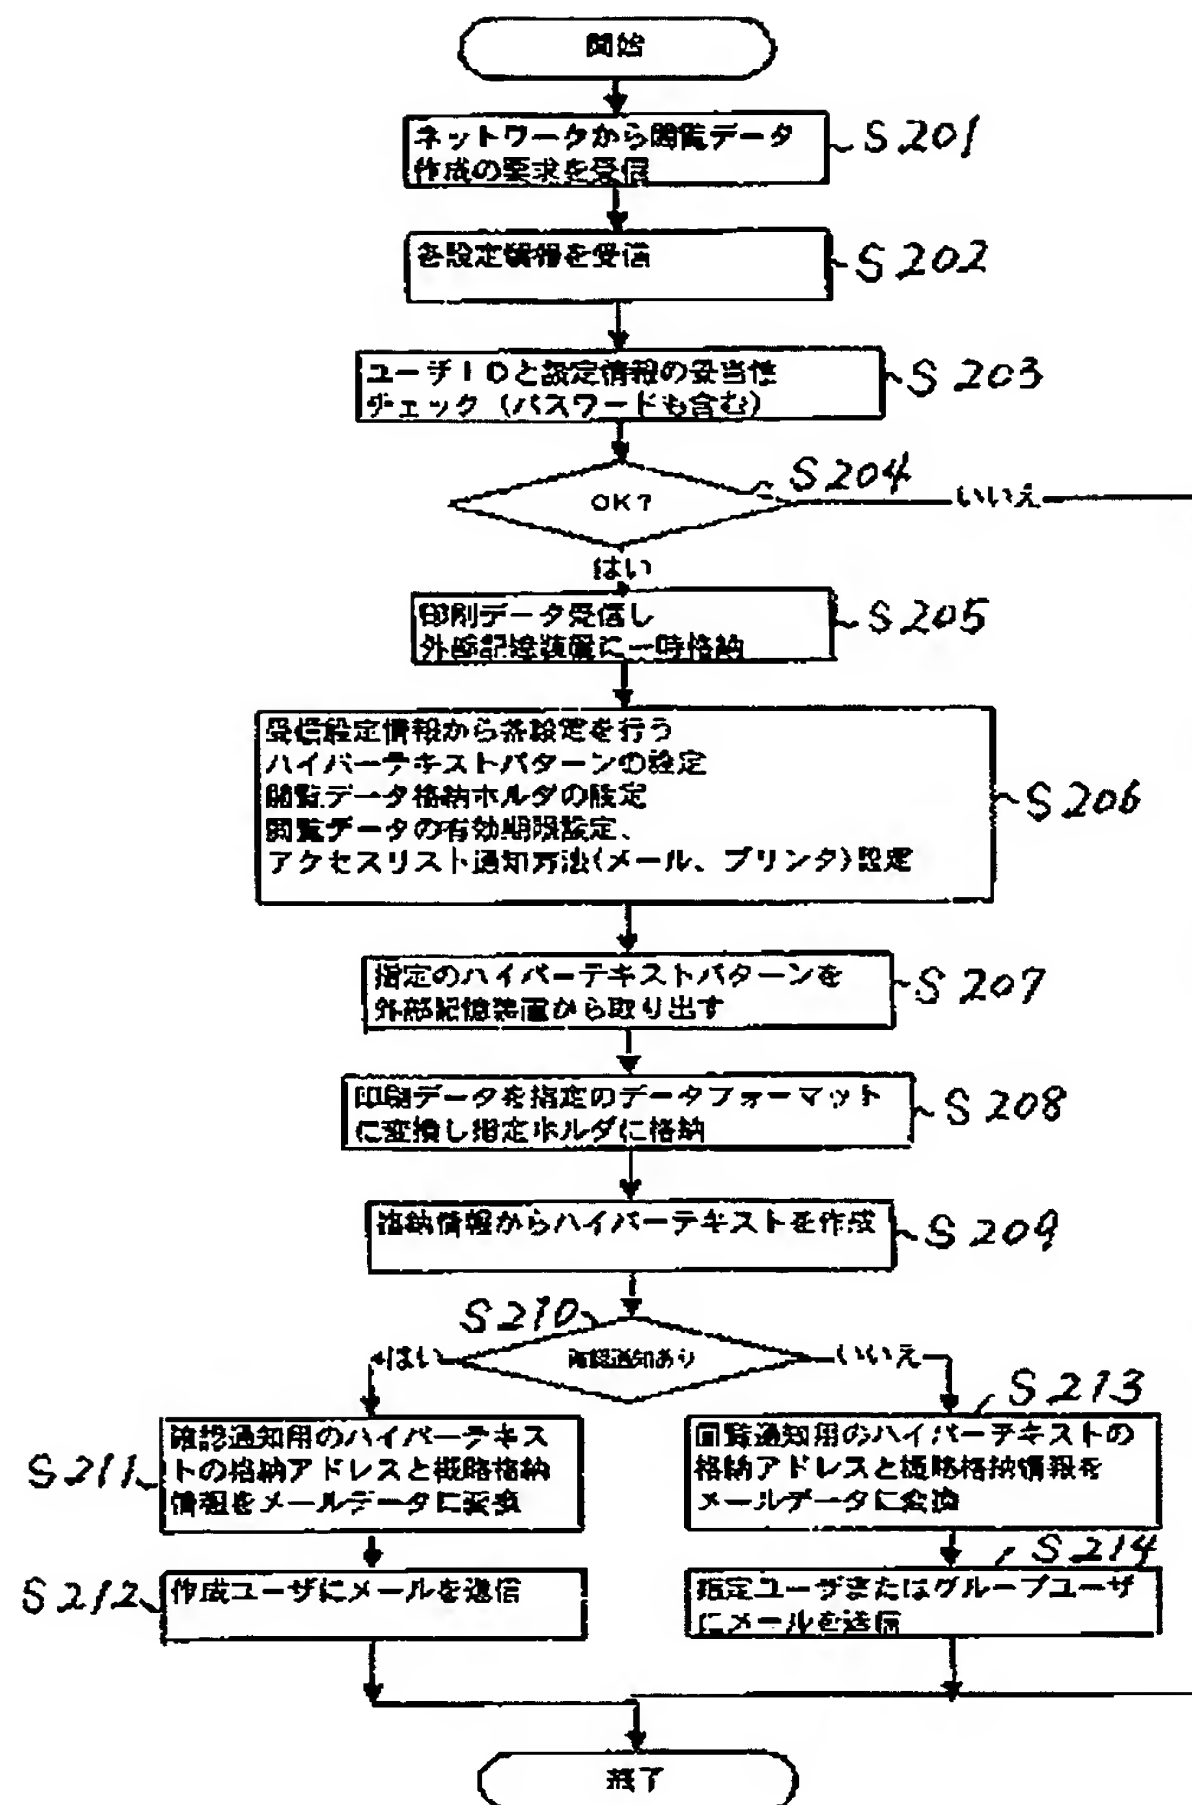 開始
ネットワークから閲覧データ
作成の要求を受信
S201
各設定情報を受信
S202
ユーザIDと設定情報の妥当性
チェック(パスワードも含む)
S203
S204
OK?
いいえ
はい
印刷データ受信し
外部記憶装置に一時格納
S205
受信設定情報から各設定を行う
ハイパーテキストパターンの設定
閲覧データ格納ホルダの設定
閲覧データの有効期限設定、
アクセスリスト通知方法(メール、プリンタ)設定
S206
指定のハイパーテキストパターンを
外部記憶装置から取り出す
S207
印刷データを指定のデータフォーマット
に変換し指定ホルダに格納
S208
格納情報からハイパーテキストを作成
S209
S210
確認通知あり
はい
いいえ
S213
確認通知用のハイパーテキス
トの格納アドレスと概略格納
情報をメールデータに変換
S211
回覧通知用のハイパーテキストの
格納アドレスと概略格納情報を
メールデータに変換
S214
作成ユーザにメールを送信
S212
指定ユーザまたはグループユーザ
にメールを送信
終了